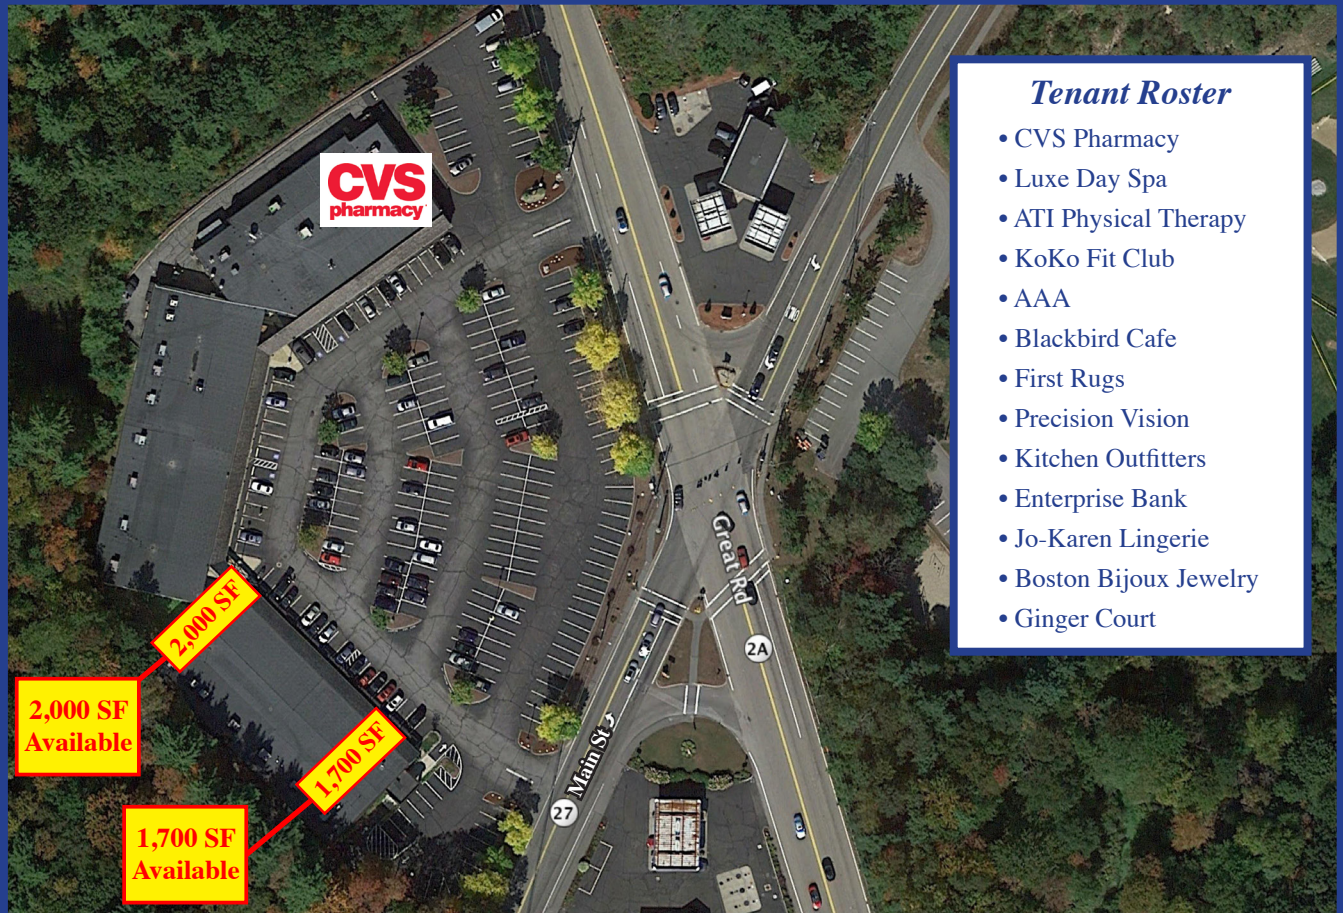 CVS
pharmacy
Tenant Roster
• CVS Pharmacy
• Luxe Day Spa
• ATI Physical Therapy
• KoKo Fit Club
• AAA
• Blackbird Cafe
• First Rugs
• Precision Vision
• Kitchen Outfitters
• Enterprise Bank
• Jo-Karen Lingerie
• Boston Bijoux Jewelry
• Ginger Court
Great Rd
2A
2,000 SF
2,000 SF
Available
1,700 SF
Main St
27
1,700 SF
Available